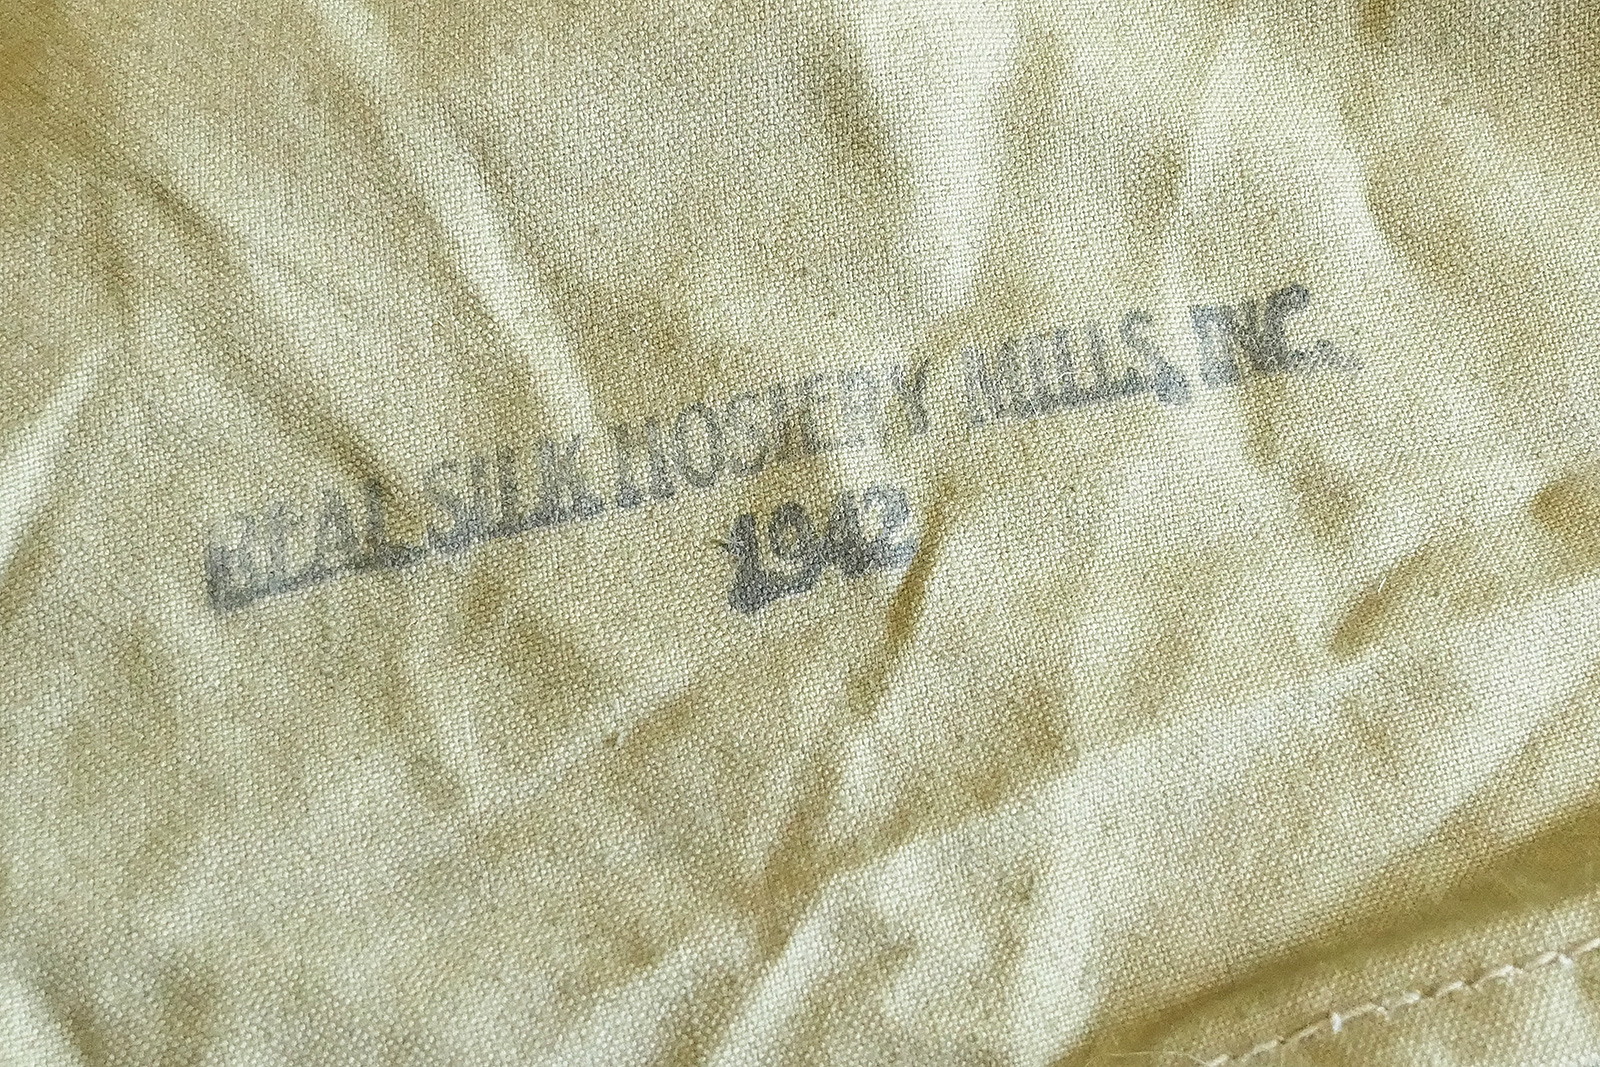 REAL SILK HOSIERY MILLS, INC.
1942